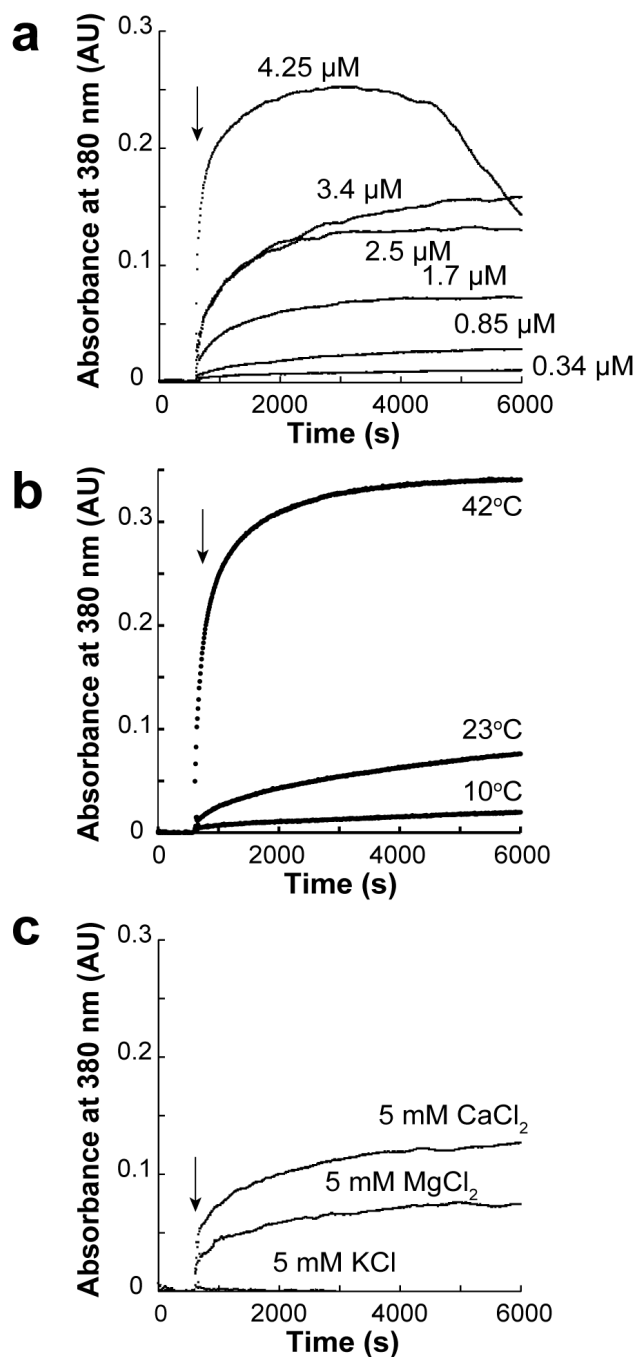 a
Absorbance at 380 nm (AU)
0.3
0.2
0.1
0
4.25 µM
3.4 µM
2.5 µM
1.7 µM
0.85 µM
0.34 µM
0 2000 4000 6000
Time (s)
b
Absorbance at 380 nm (AU)
0.3
0.2
0.1
0
42°C
23°C
10°C
0 2000 4000 6000
Time (s)
c
Absorbance at 380 nm (AU)
0.3
0.2
0.1
0
5 mM CaCl₂
5 mM MgCl₂
5 mM KCl
0 2000 4000 6000
Time (s)